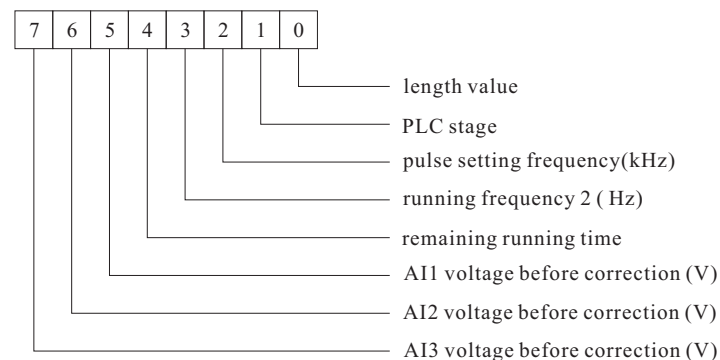 7 6 5 4 3 2 1 0
length value
PLC stage
pulse setting frequency(kHz)
running frequency 2 ( Hz)
remaining running time
AI1 voltage before correction (V)
AI2 voltage before correction (V)
AI3 voltage before correction (V)